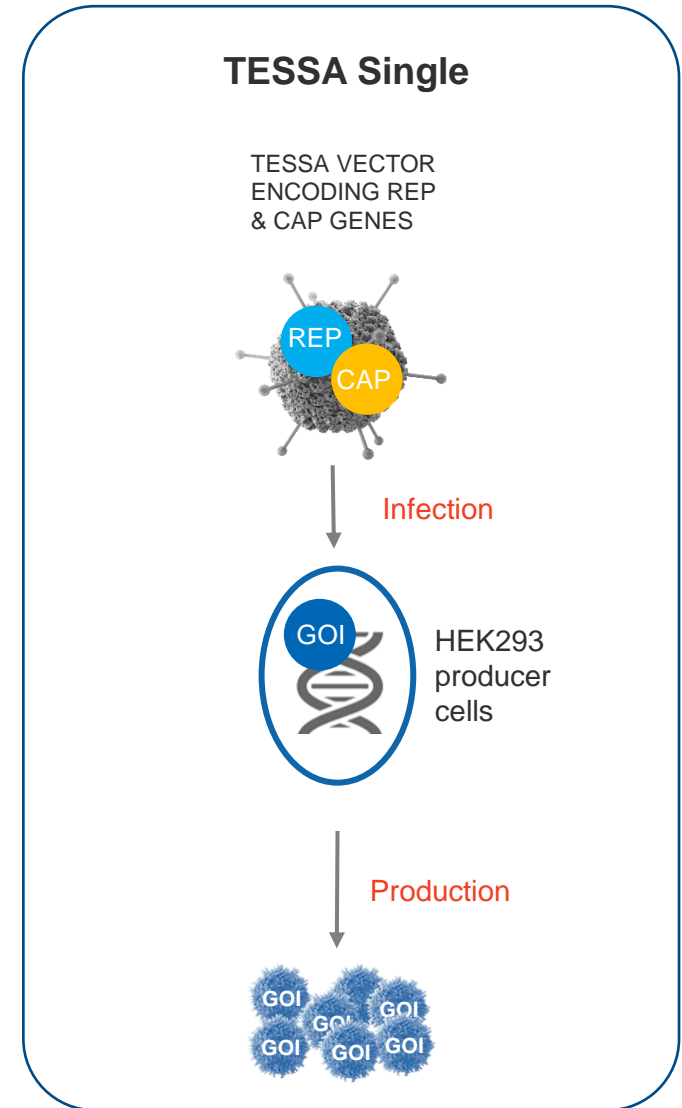 TESSA Single
TESSA VECTOR
ENCODING REP
& CAP GENES
REP
CAP
Infection
GOI
HEK293
producer
cells
Production
GOI
GOI
GOI
GOI
GOI
GOI